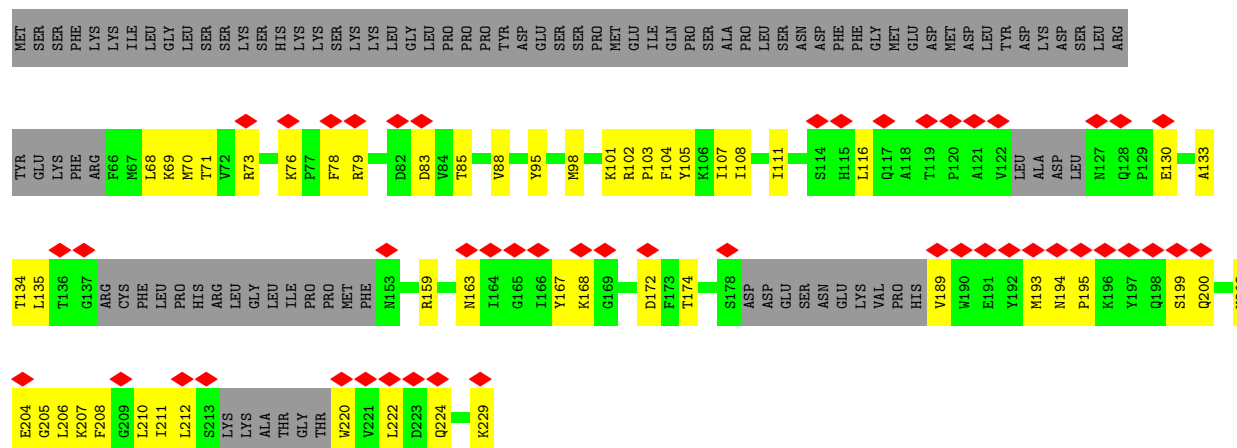 MET SER SER PHE LYS LYS ILE LEU GLY LEU SER SER LYS SER HIS LYS LYS SER LYS LYS LEU GLY LEU PRO PRO PRO TYR ASP GLU SER SER PRO MET GLU ILE GLN PRO SER ALA PRO LEU SER ASN ASP PHE PHE GLY MET GLU ASP MET ASP LEU TYR ASP LYS ASP SER LEU ARG
TYR GLU LYS PHE ARG F66 M67 L68 K69 M70 T71 V72 R73 K76 P77 F78 R79 D82 D83 V84 T85 V88 Y95 M98 K101 R102 P103 F104 Y105 K106 I107 I108 I111 S114 H115 L116 Q117 A118 T119 P120 A121 V122 LEU ALA ASP LEU N127 Q128 P129 E130 A133
T134 L135 T136 G137 ARG CYS PHE LEU PRO HIS ARG LEU GLY LEU ILE PRO PRO MET PHE N153 R159 N163 I164 G165 I166 Y167 K168 G169 D172 F173 T174 S178 ASP ASP GLU SER ASN GLU LYS VAL PRO HIS V189 W190 E191 Y192 M193 N194 P195 K196 Y197 Q198 S199 Q200
E204 G205 L206 K207 F208 G209 L210 I211 L212 S213 LYS LYS ALA THR GLY THR W220 V221 L222 D223 Q224 K229